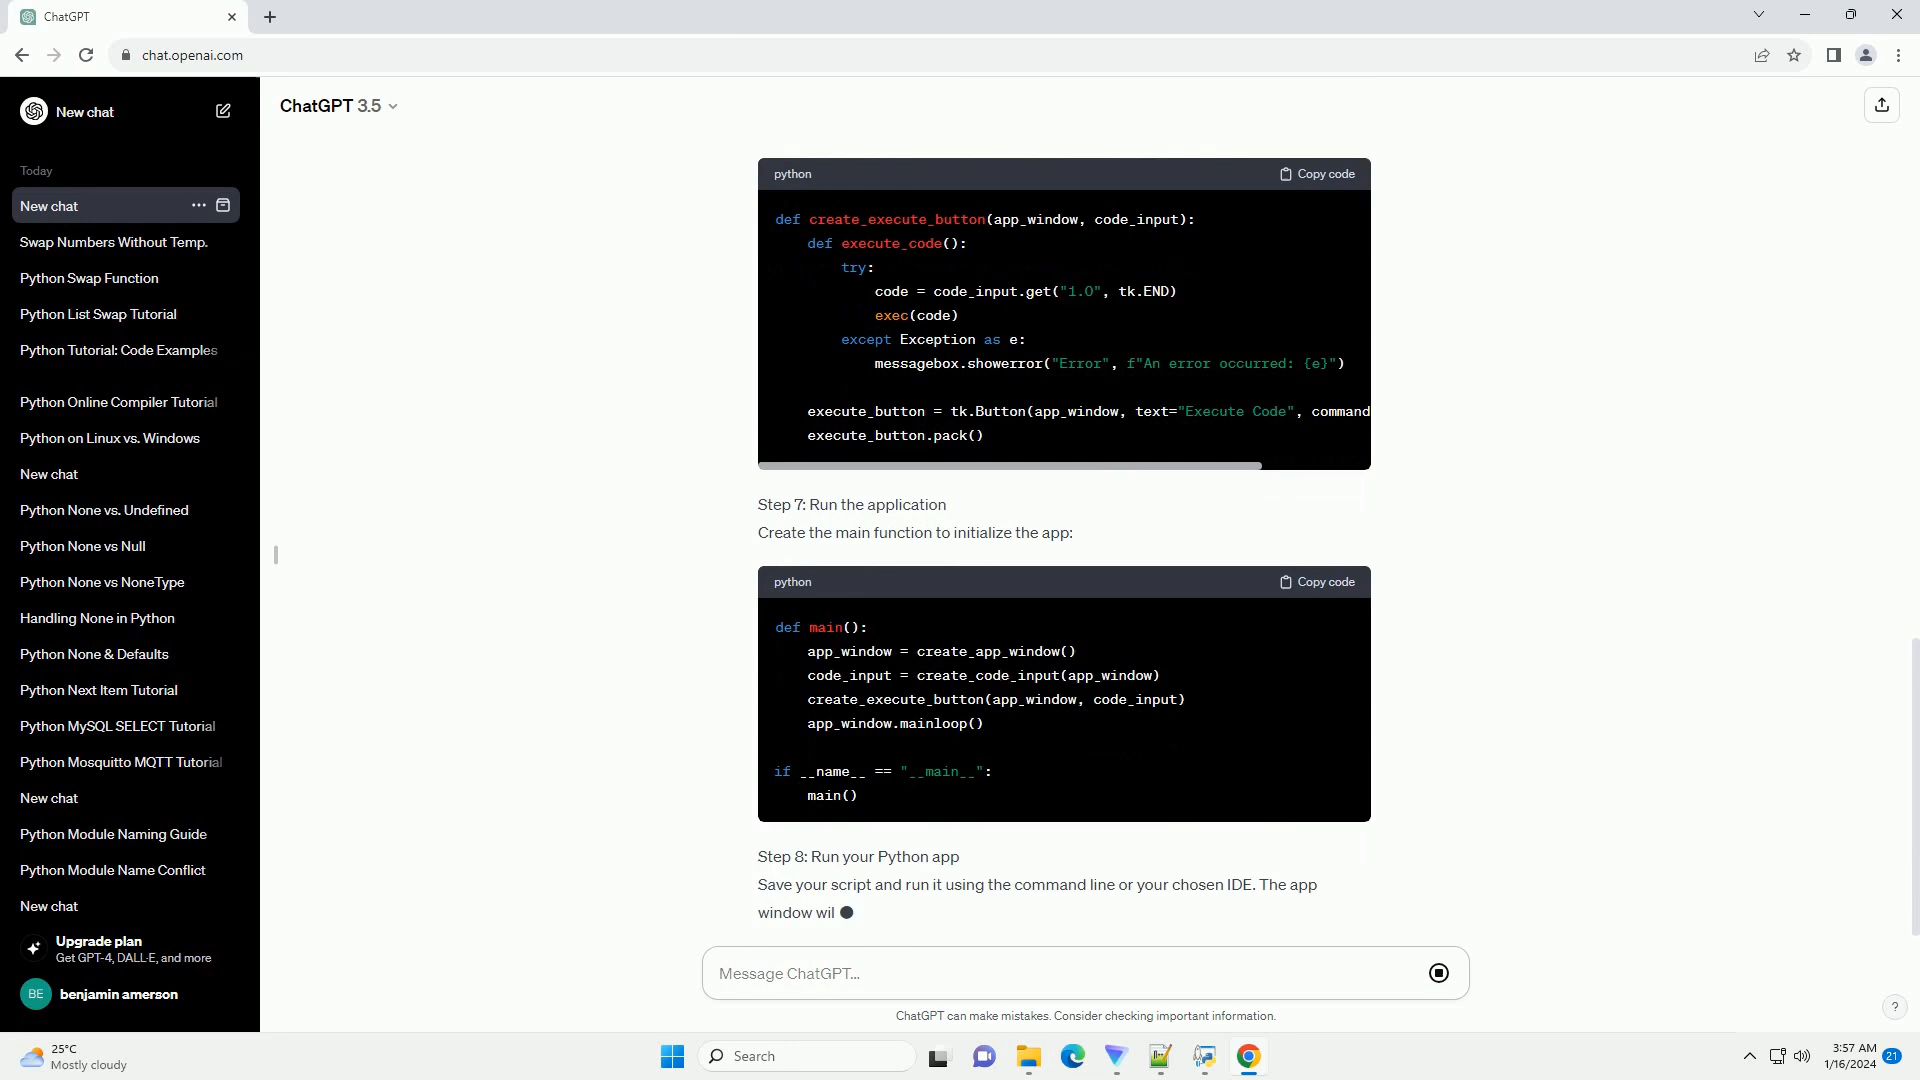 ChatGPT
chat.openai.com
New chat
Today
New chat
Swap Numbers Without Temp.
Python Swap Function
Python List Swap Tutorial
Python Tutorial: Code Examples
Python Online Compiler Tutorial
Python on Linux vs. Windows
New chat
Python None vs. Undefined
Python None vs Null
Python None vs NoneType
Handling None in Python
Python None & Defaults
Python Next Item Tutorial
Python MySQL SELECT Tutorial
Python Mosquitto MQTT Tutorial
New chat
Python Module Naming Guide
Python Module Name Conflict
New chat
Upgrade plan
Get GPT-4, DALL·E, and more
BE benjamin amerson
ChatGPT 3.5
python Copy code
def create_execute_button(app_window, code_input):
def execute_code():
try:
code = code_input.get("1.0", tk.END)
exec(code)
except Exception as e:
messagebox.showerror("Error", f"An error occurred: {e}")
execute_button = tk.Button(app_window, text="Execute Code", command
execute_button.pack()
Step 7: Run the application
Create the main function to initialize the app:
python Copy code
def main():
app_window = create_app_window()
code_input = create_code_input(app_window)
create_execute_button(app_window, code_input)
app_window.mainloop()
if __name__ == "__main__":
main()
Step 8: Run your Python app
Save your script and run it using the command line or your chosen IDE. The app
window wil
Message ChatGPT...
ChatGPT can make mistakes. Consider checking important information.
?
25°C
Mostly cloudy
Search
3:57 AM
1/16/2024
21